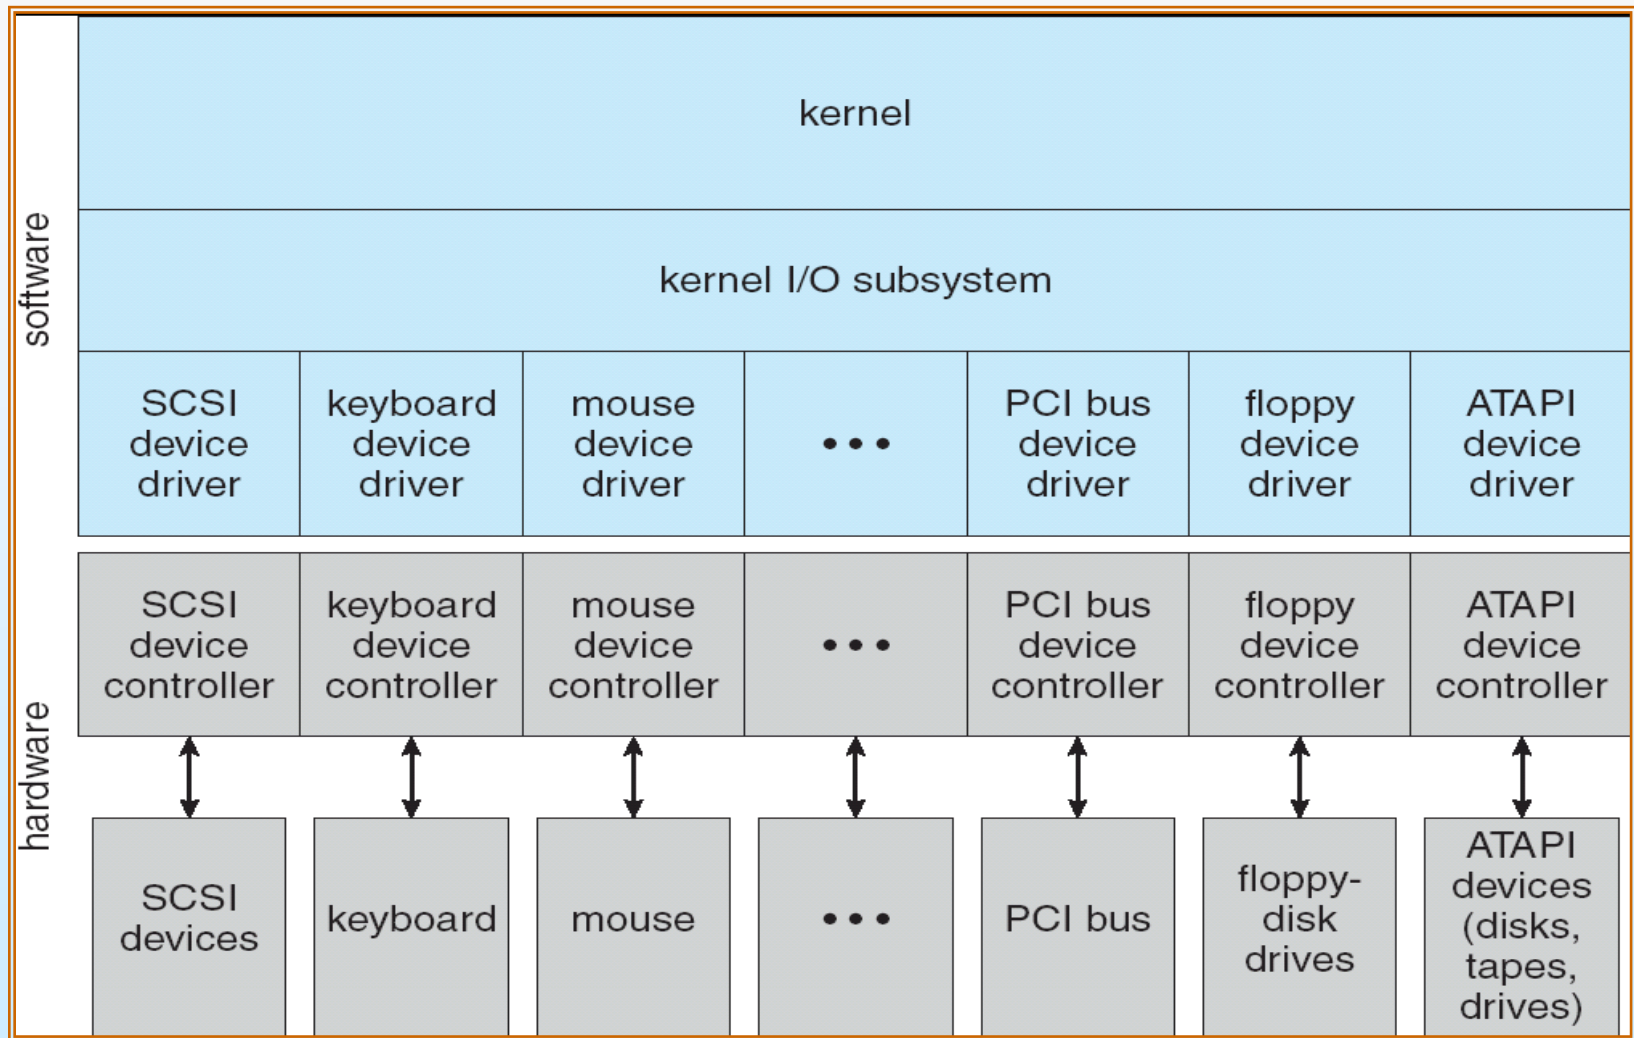 software
kernel
kernel I/O subsystem
SCSI
device
driver
keyboard
device
driver
mouse
device
driver
•••
PCI bus
device
driver
floppy
device
driver
ATAPI
device
driver
hardware
SCSI
device
controller
keyboard
device
controller
mouse
device
controller
•••
PCI bus
device
controller
floppy
device
controller
ATAPI
device
controller
SCSI
devices
keyboard
mouse
•••
PCI bus
floppy-
disk
drives
ATAPI
devices
(disks,
tapes,
drives)